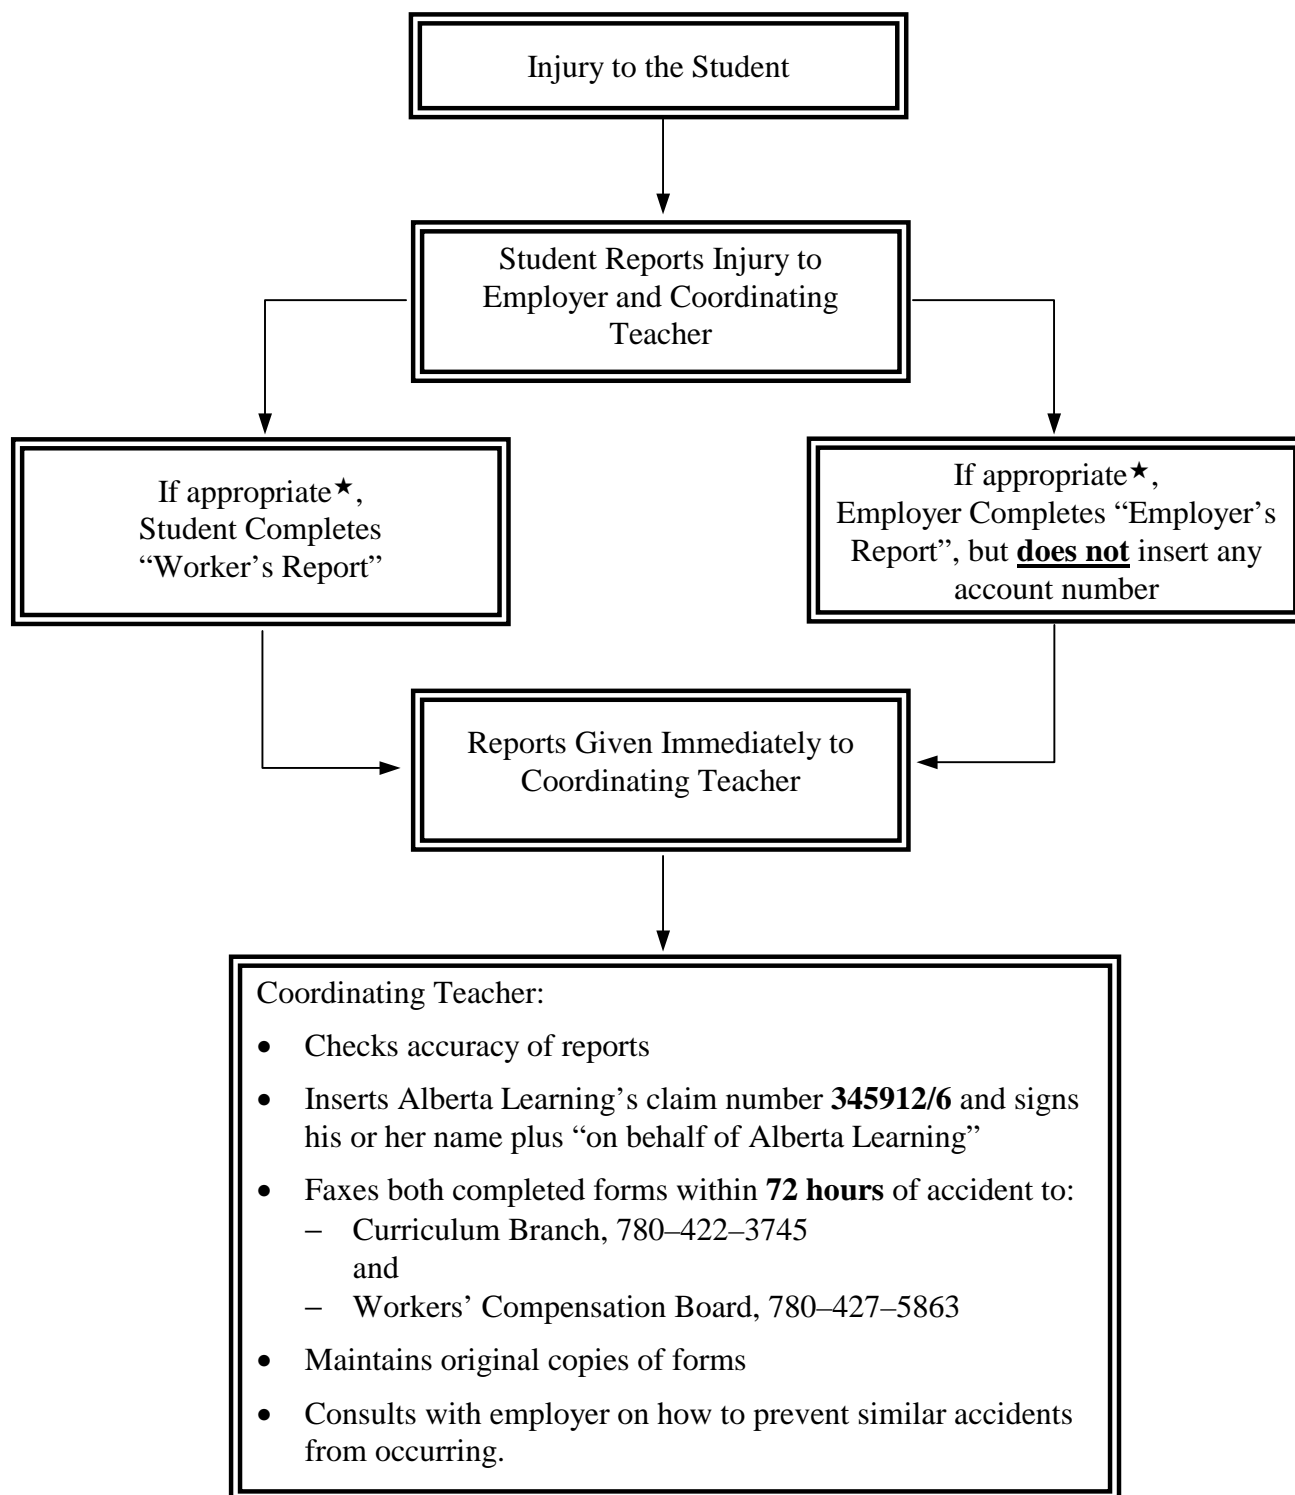 Injury to the Student
Student Reports Injury to
Employer and Coordinating
Teacher
If appropriate★,
Student Completes
“Worker’s Report”
If appropriate★,
Employer Completes “Employer’s
Report”, but does not insert any
account number
Reports Given Immediately to
Coordinating Teacher
Coordinating Teacher:
• Checks accuracy of reports
• Inserts Alberta Learning’s claim number 345912/6 and signs
his or her name plus “on behalf of Alberta Learning”
• Faxes both completed forms within 72 hours of accident to:
– Curriculum Branch, 780–422–3745
and
– Workers’ Compensation Board, 780–427–5863
• Maintains original copies of forms
• Consults with employer on how to prevent similar accidents
from occurring.